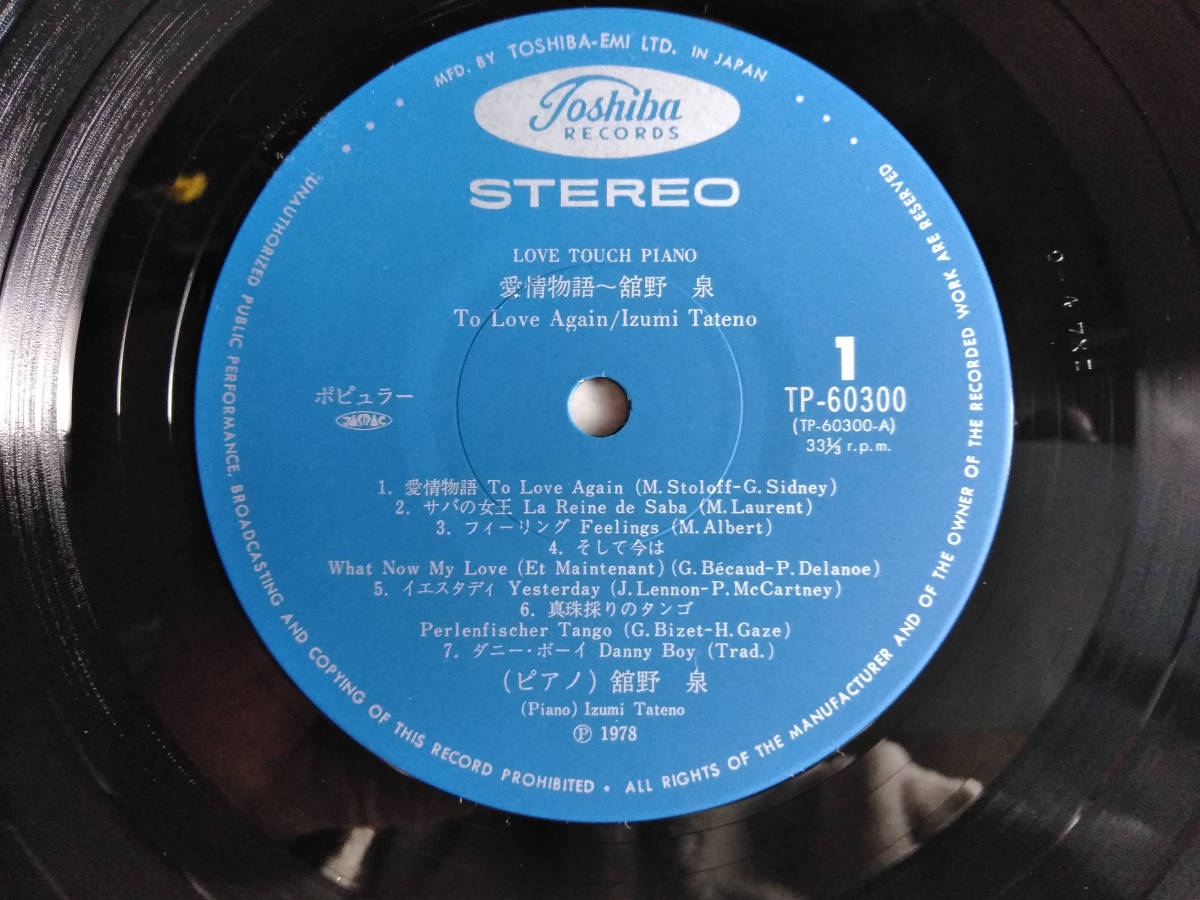 MFD. BY TOSHIBA-EMI LTD. IN JAPAN
Toshiba
RECORDS
STEREO
LOVE TOUCH PIANO
愛情物語〜舘野 泉
To Love Again/Izumi Tateno
1
ポピュラー
JASRAC
TP-60300
(TP-60300-A)
33⅓ r.p.m.
1. 愛情物語 To Love Again (M. Stoloff-G. Sidney)
2. サバの女王 La Reine de Saba (M. Laurent)
3. フィーリング Feelings (M. Albert)
4. そして今は
What Now My Love (Et Maintenant) (G. Bécaud-P. Delanoe)
5. イエスタデイ Yesterday (J. Lennon-P. McCartney)
6. 真珠採りのタンゴ
Perlenfischer Tango (G. Bizet-H. Gaze)
7. ダニー・ボーイ Danny Boy (Trad.)
(ピアノ) 舘野 泉
(Piano) Izumi Tateno
Ⓟ 1978
UNAUTHORIZED PUBLIC PERFORMANCE, BROADCASTING AND COPYING OF THIS RECORD PROHIBITED • ALL RIGHTS OF THE MANUFACTURER AND OF THE OWNER OF THE RECORDED WORK ARE RESERVED